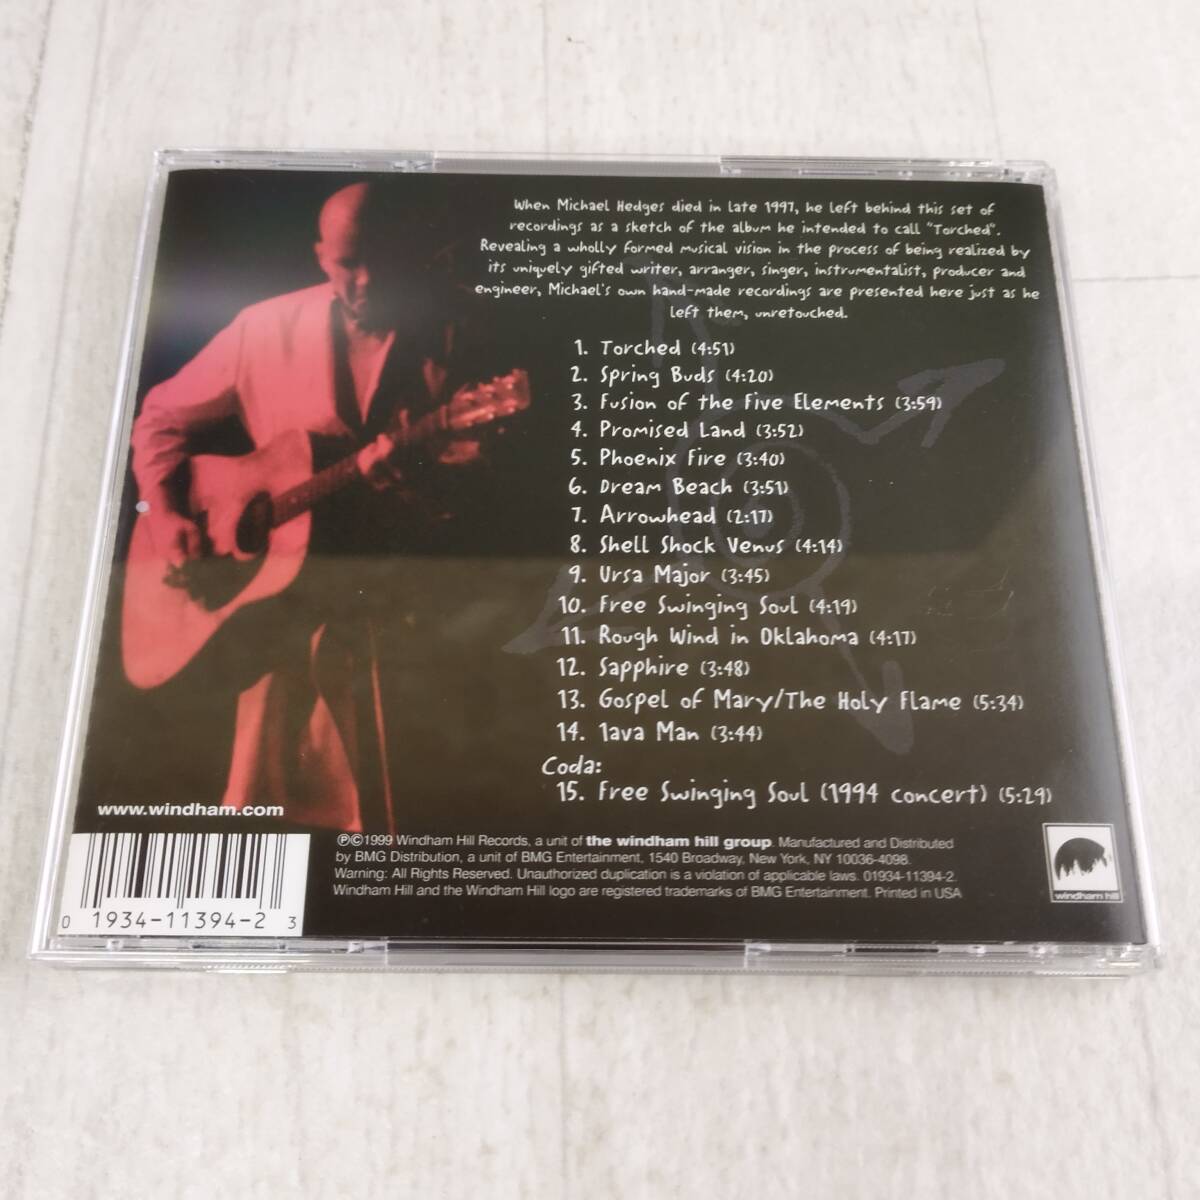 When Michael Hedges died in late 1997, he left behind this set of
recordings as a sketch of the album he intended to call "Torched".
Revealing a wholly formed musical vision in the process of being realized by
its uniquely gifted writer, arranger, singer, instrumentalist, producer and
engineer, Michael's own hand-made recordings are presented here just as he
left them, unretouched.
1. Torched (4:51)
2. Spring Buds (4:20)
3. Fusion of the Five Elements (3:59)
4. Promised Land (3:52)
5. Phoenix Fire (3:40)
6. Dream Beach (3:51)
7. Arrowhead (2:17)
8. Shell Shock Venus (4:14)
9. Ursa Major (3:45)
10. Free Swinging Soul (4:19)
11. Rough Wind in Oklahoma (4:17)
12. Sapphire (3:48)
13. Gospel of Mary/The Holy Flame (5:34)
14. 1ava Man (3:44)
Coda:
15. Free Swinging Soul (1994 concert) (5:29)
www.windham.com
0 1934-11394-2 3
℗©1999 Windham Hill Records, a unit of the windham hill group. Manufactured and Distributed
by BMG Distribution, a unit of BMG Entertainment, 1540 Broadway, New York, NY 10036-4098.
Warning: All Rights Reserved. Unauthorized duplication is a violation of applicable laws. 01934-11394-2.
Windham Hill and the Windham Hill logo are registered trademarks of BMG Entertainment. Printed in USA
windham hill